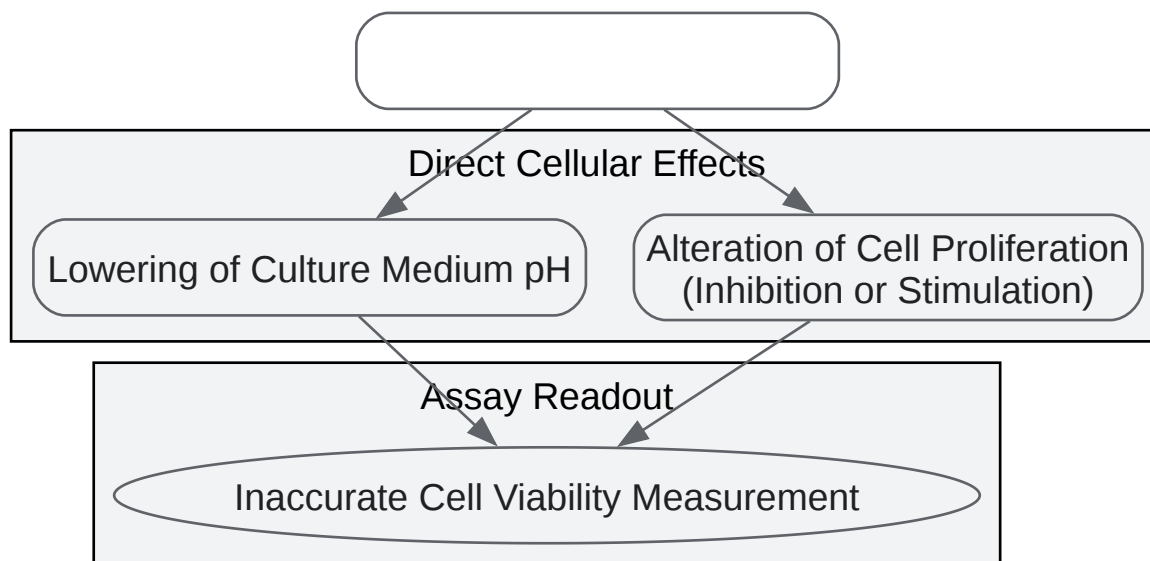 Direct Cellular Effects
Lowering of Culture Medium pH
Alteration of Cell Proliferation
(Inhibition or Stimulation)
Assay Readout
Inaccurate Cell Viability Measurement